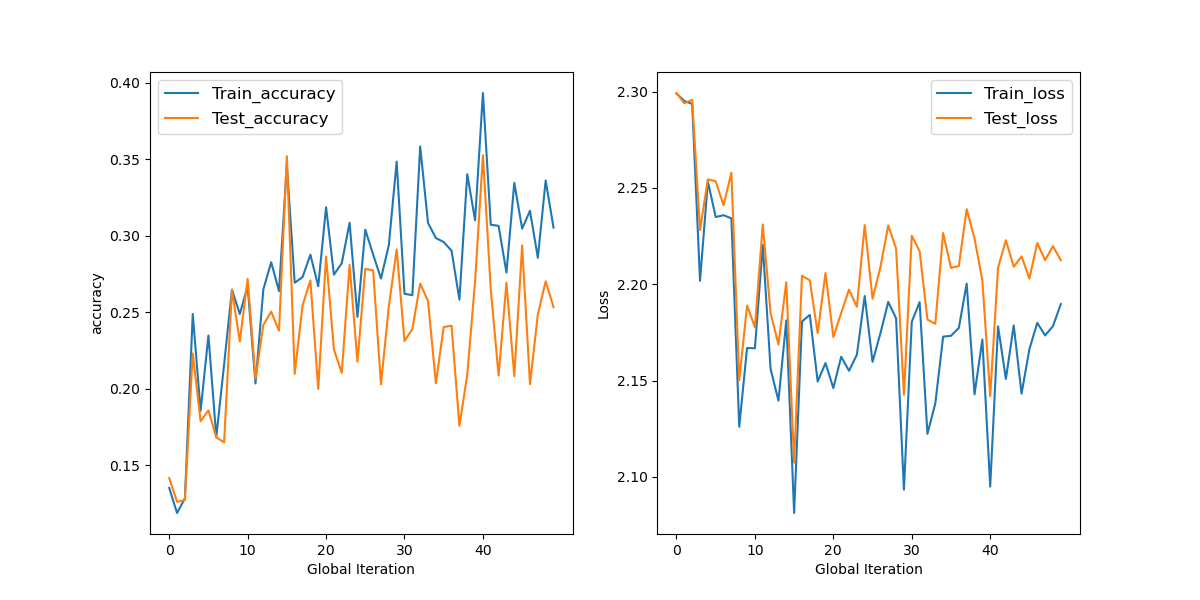 Train_accuracy
Test_accuracy
accuracy
0.40
0.35
0.30
0.25
0.20
0.15
0 10 20 30 40
Global Iteration
Train_loss
Test_loss
Loss
2.30
2.25
2.20
2.15
2.10
0 10 20 30 40
Global Iteration